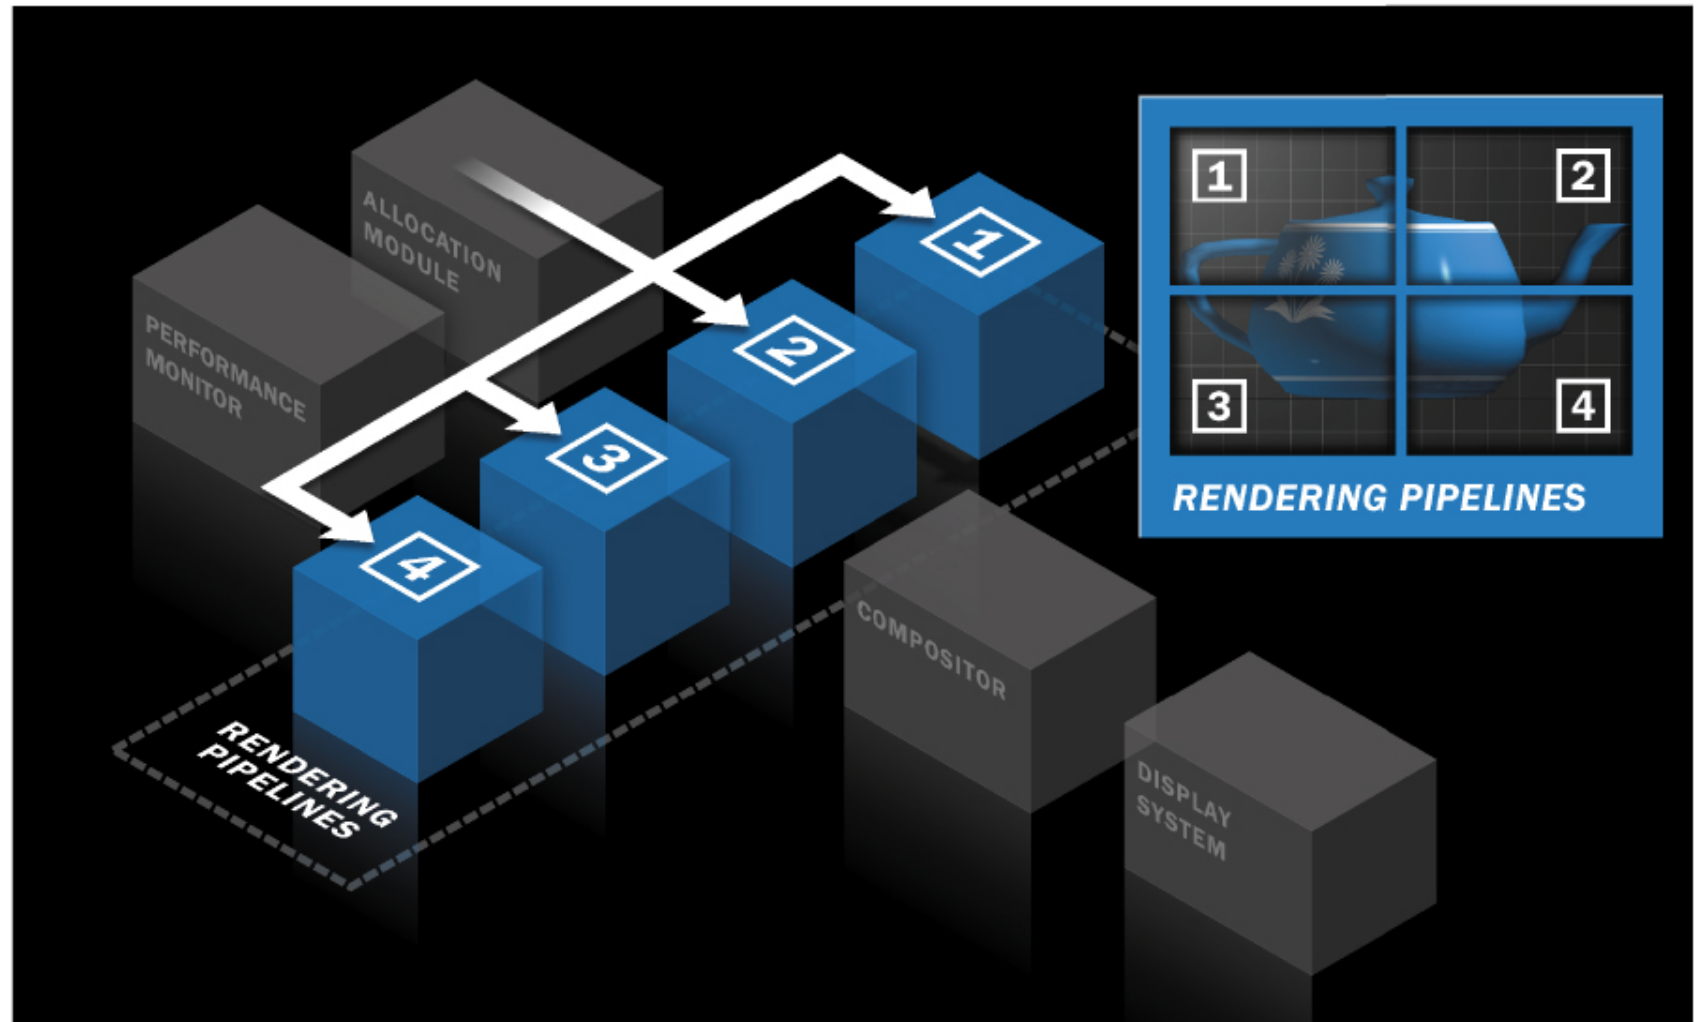 ALLOCATION
MODULE
PERFORMANCE
MONITOR
1
2
3
4
RENDERING
PIPELINES
COMPOSITOR
DISPLAY
SYSTEM
1
2
3
4
RENDERING PIPELINES